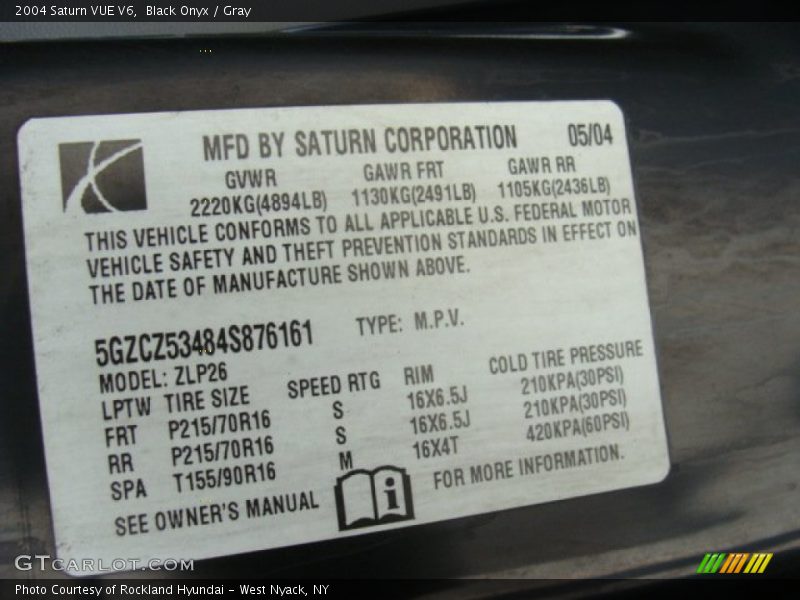 2004 Saturn VUE V6,  Black Onyx / Gray
MFD BY SATURN CORPORATION 05/04
GVWR GAWR FRT GAWR RR
2220KG(4894LB) 1130KG(2491LB) 1105KG(2436LB)
THIS VEHICLE CONFORMS TO ALL APPLICABLE U.S. FEDERAL MOTOR
VEHICLE SAFETY AND THEFT PREVENTION STANDARDS IN EFFECT ON
THE DATE OF MANUFACTURE SHOWN ABOVE.
5GZCZ53484S876161 TYPE: M.P.V.
MODEL: ZLP26
LPTW TIRE SIZE SPEED RTG RIM COLD TIRE PRESSURE
FRT P215/70R16 S 16X6.5J 210KPA(30PSI)
RR P215/70R16 S 16X6.5J 210KPA(30PSI)
SPA T155/90R16 M 16X4T 420KPA(60PSI)
SEE OWNER'S MANUAL i FOR MORE INFORMATION.
GTCARLOT.COM
Photo Courtesy of Rockland Hyundai – West Nyack, NY